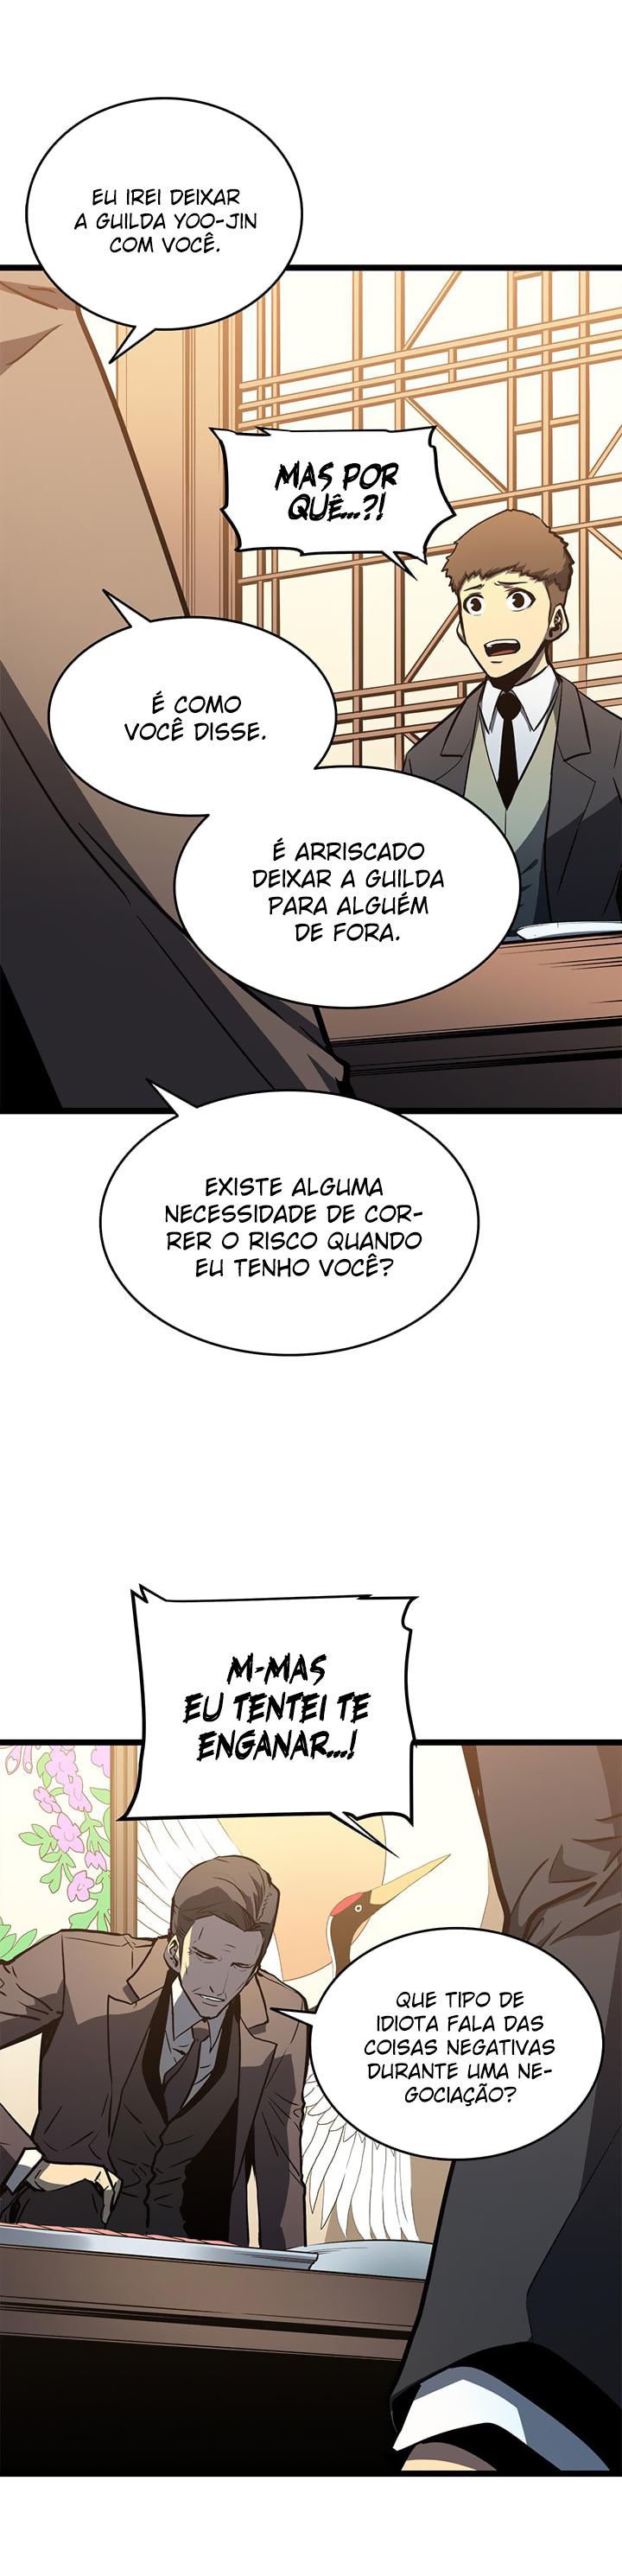 EU IREI DEIXAR
A GUILDA YOO-JIN
COM VOCÊ.
MAS POR
QUÊ...?!
É COMO
VOCÊ DISSE.
É ARRISCADO
DEIXAR A GUILDA
PARA ALGUÉM
DE FORA.
EXISTE ALGUMA
NECESSIDADE DE COR-
RER O RISCO QUANDO
EU TENHO VOCÊ?
M-MAS
EU TENTEI TE
ENGANAR...!
QUE TIPO DE
IDIOTA FALA DAS
COISAS NEGATIVAS
DURANTE UMA NE-
GOCIAÇÃO?